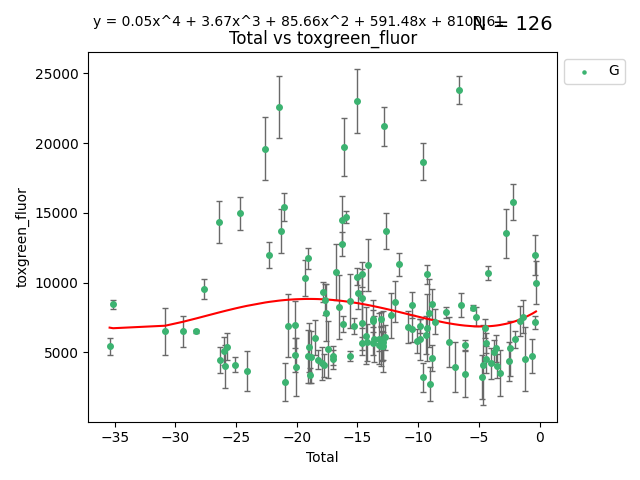 y = 0.05x^4 + 3.67x^3 + 85.66x^2 + 591.48x + 8100.61
N = 126
Total vs toxgreen_fluor
G
25000
20000
15000
10000
5000
toxgreen_fluor
−35 −30 −25 −20 −15 −10 −5 0
Total